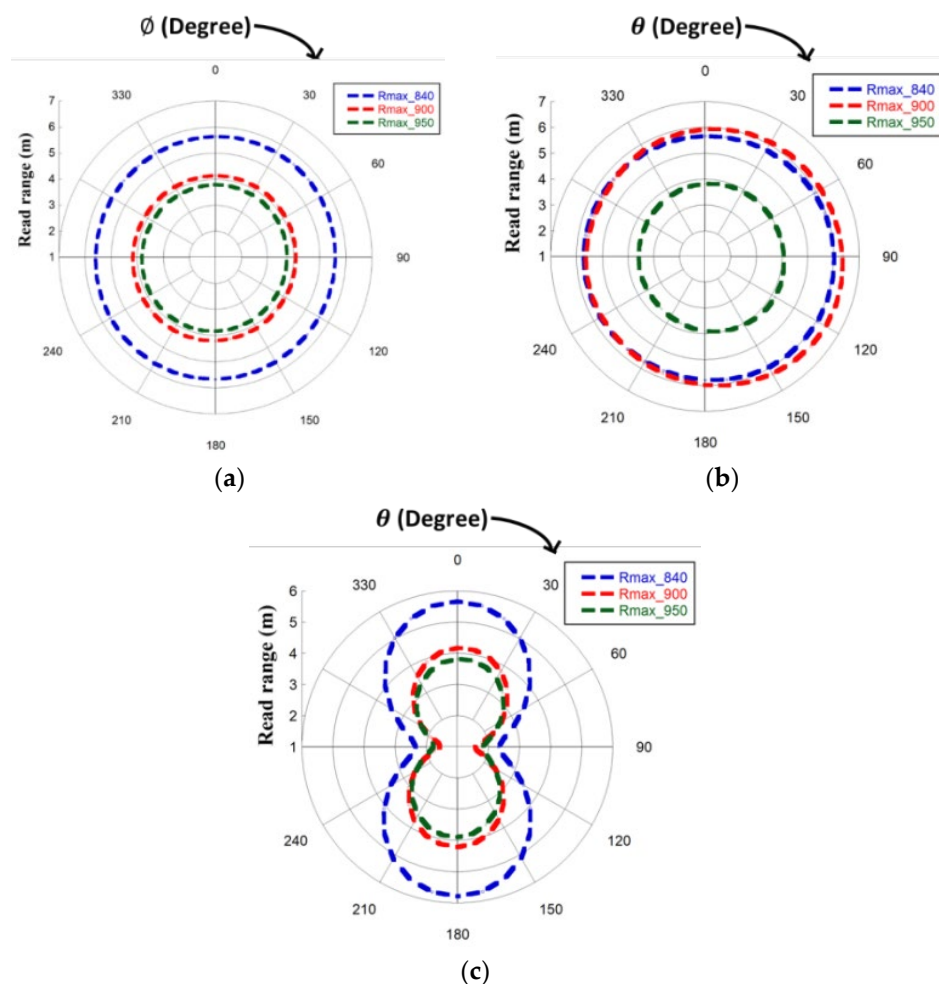 Ø (Degree)
0
30
60
90
120
150
180
210
240
330
7
6
5
4
3
2
1
Read range (m)
Rmax_840
Rmax_900
Rmax_950
(a)
θ (Degree)
0
30
60
90
120
150
180
210
240
330
7
6
5
4
3
2
1
Read range (m)
Rmax_840
Rmax_900
Rmax_950
(b)
θ (Degree)
0
30
60
90
120
150
180
210
240
330
6
5
4
3
2
1
Read range (m)
Rmax_840
Rmax_900
Rmax_950
(c)